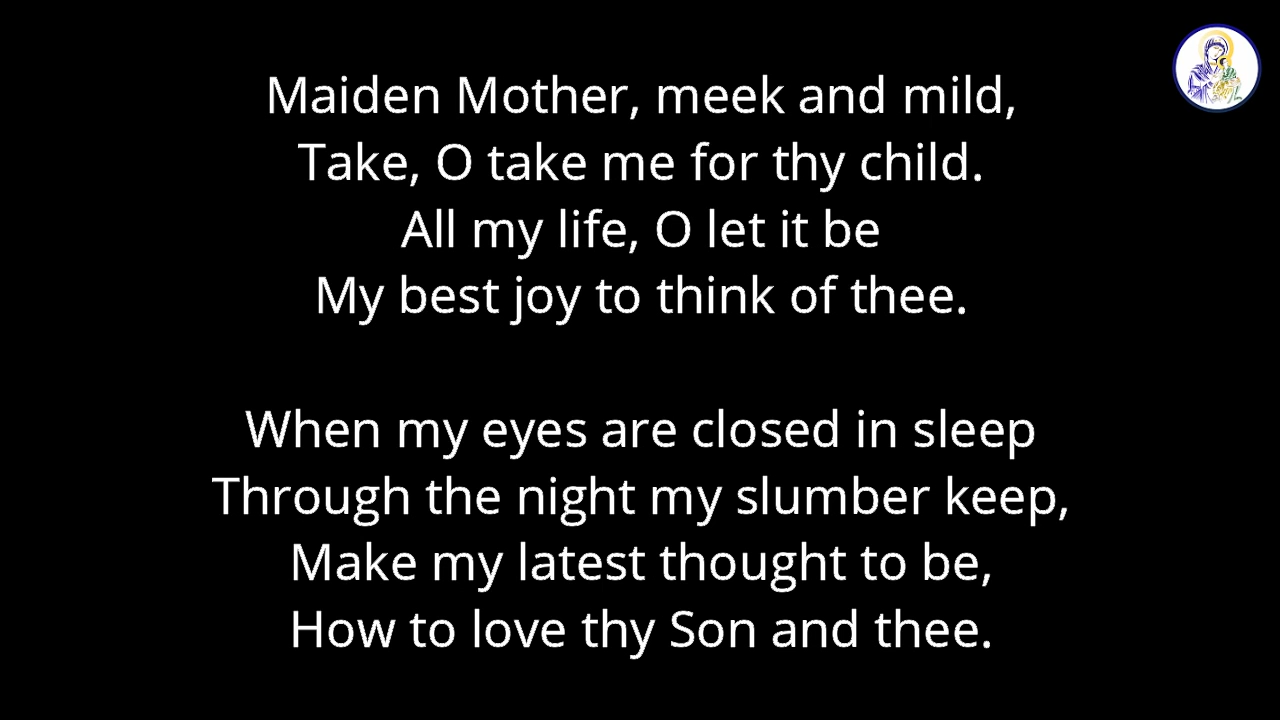 Maiden Mother, meek and mild,
Take, O take me for thy child.
All my life, O let it be
My best joy to think of thee.
When my eyes are closed in sleep
Through the night my slumber keep,
Make my latest thought to be,
How to love thy Son and thee.